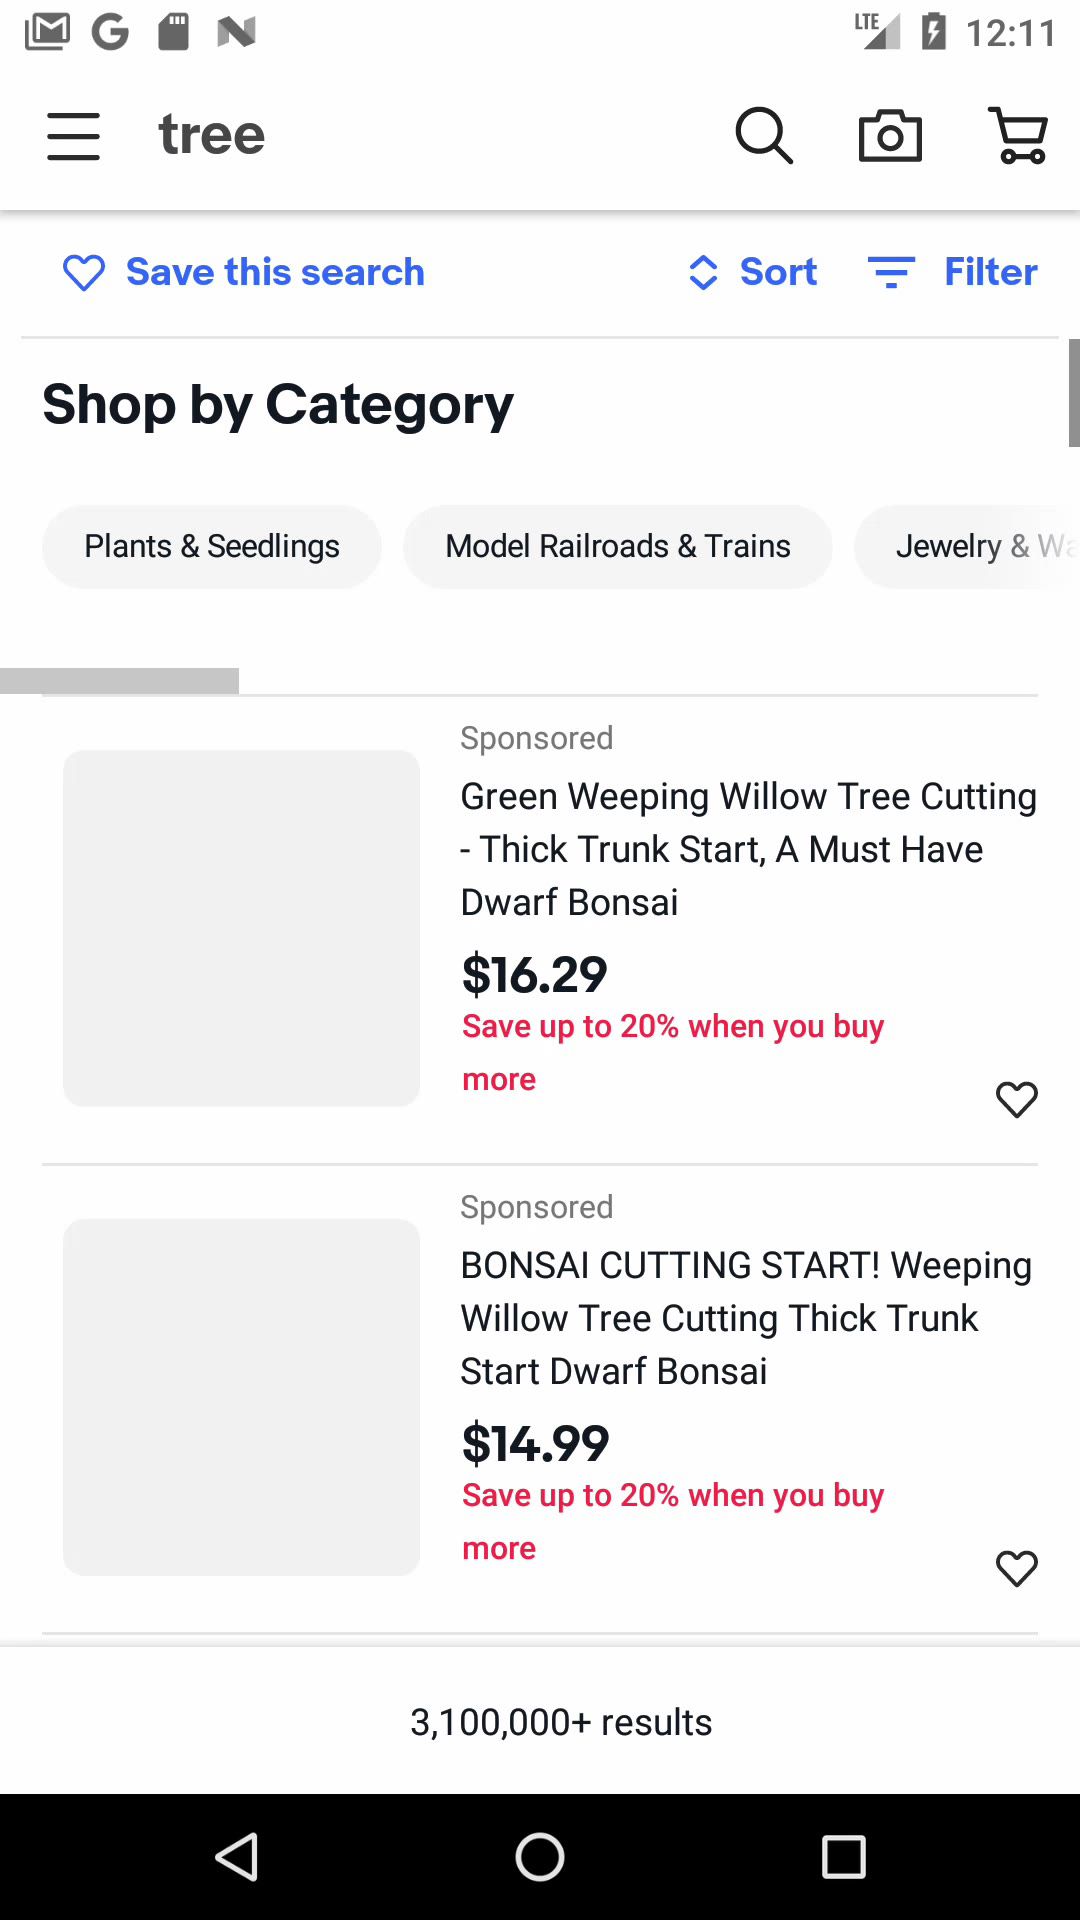 LTE 12:11
tree
Save this search Sort Filter
Shop by Category
Plants & Seedlings Model Railroads & Trains Jewelry & Wa
Sponsored
Green Weeping Willow Tree Cutting
- Thick Trunk Start, A Must Have
Dwarf Bonsai
$16.29
Save up to 20% when you buy
more
Sponsored
BONSAI CUTTING START! Weeping
Willow Tree Cutting Thick Trunk
Start Dwarf Bonsai
$14.99
Save up to 20% when you buy
more
3,100,000+ results